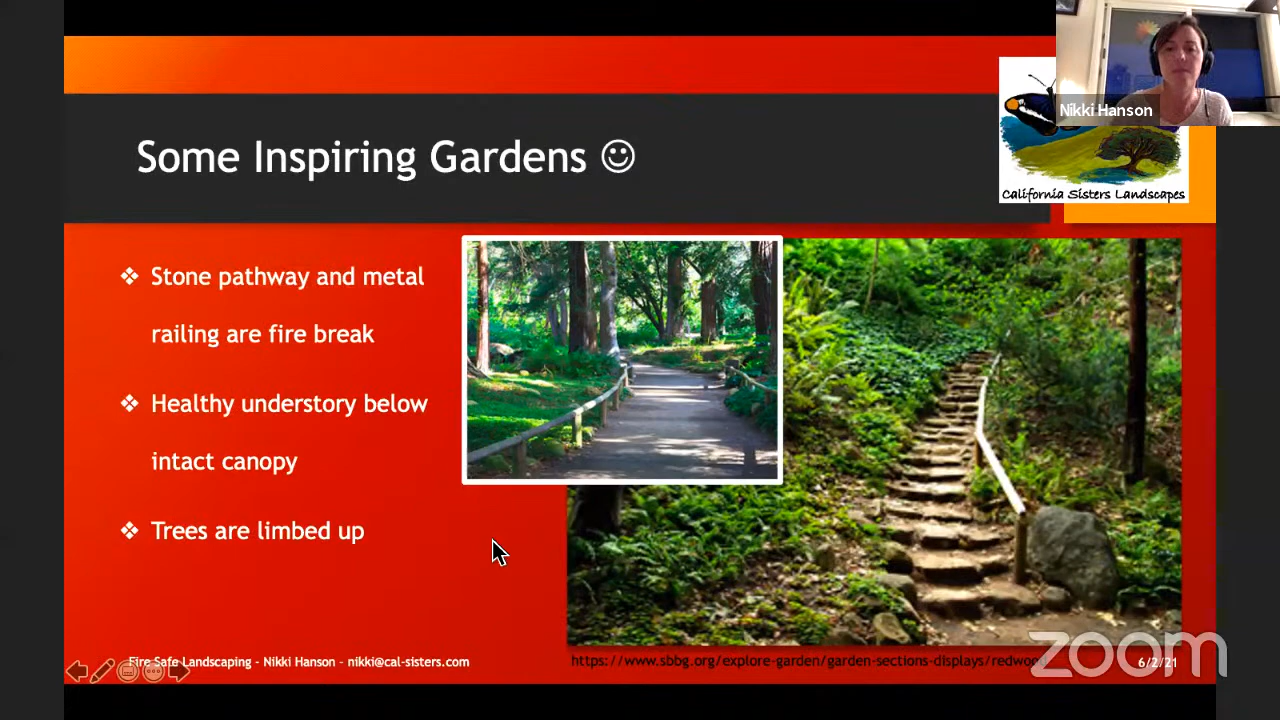 Nikki Hanson
Some Inspiring Gardens ☺
California Sisters Landscapes
❖ Stone pathway and metal
railing are fire break
❖ Healthy understory below
intact canopy
❖ Trees are limbed up
Fire Safe Landscaping - Nikki Hanson - nikki@cal-sisters.com
https://www.sbbg.org/explore-garden/garden-sections-displays/redwood
6/2/21
zoom